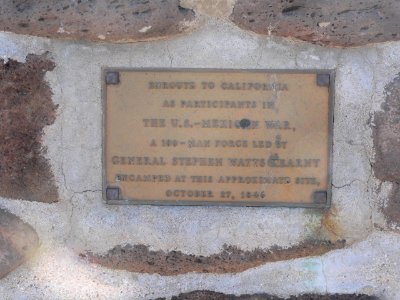 ENROUTE TO CALIFORNIA
AS PARTICIPANTS IN
THE U.S.-MEXICAN WAR,
A 100-MAN FORCE LED BY
GENERAL STEPHEN WATTS KEARNY
ENCAMPED AT THIS APPROXIMATE SITE,
OCTOBER 27, 1846